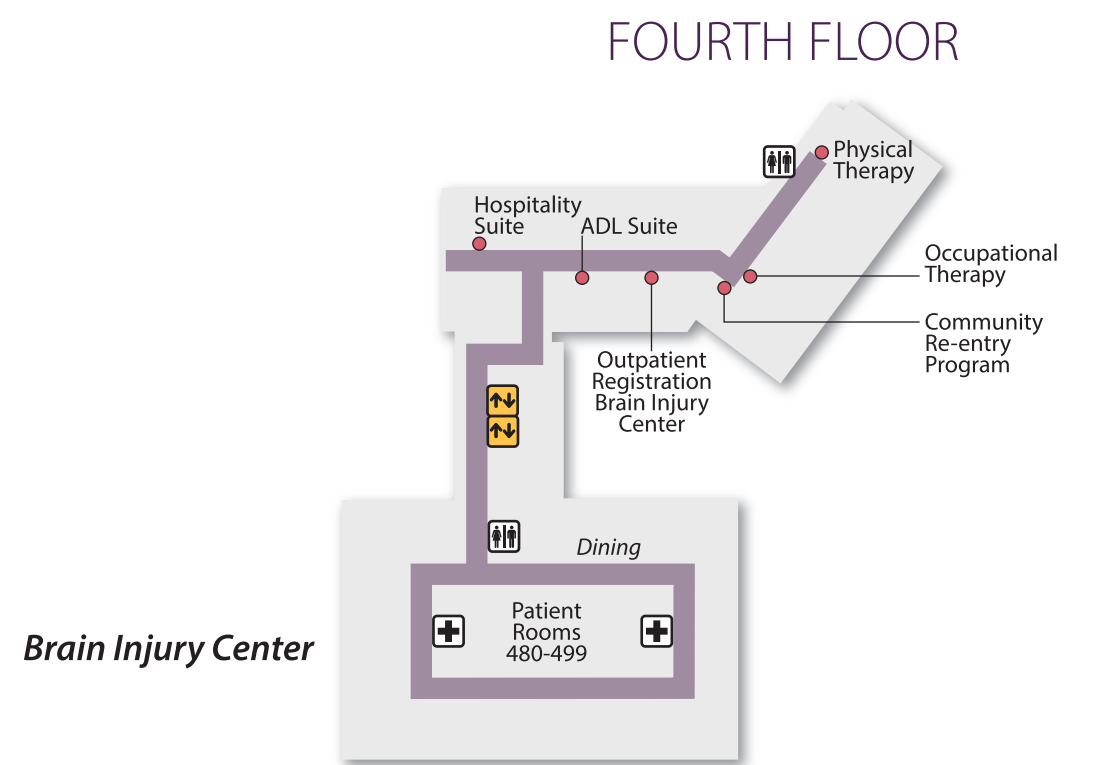 FOURTH FLOOR
Physical
Therapy
Hospitality
Suite
ADL Suite
Occupational
Therapy
Community
Re-entry
Program
Outpatient
Registration
Brain Injury
Center
Dining
Patient
Rooms
480-499
Brain Injury Center